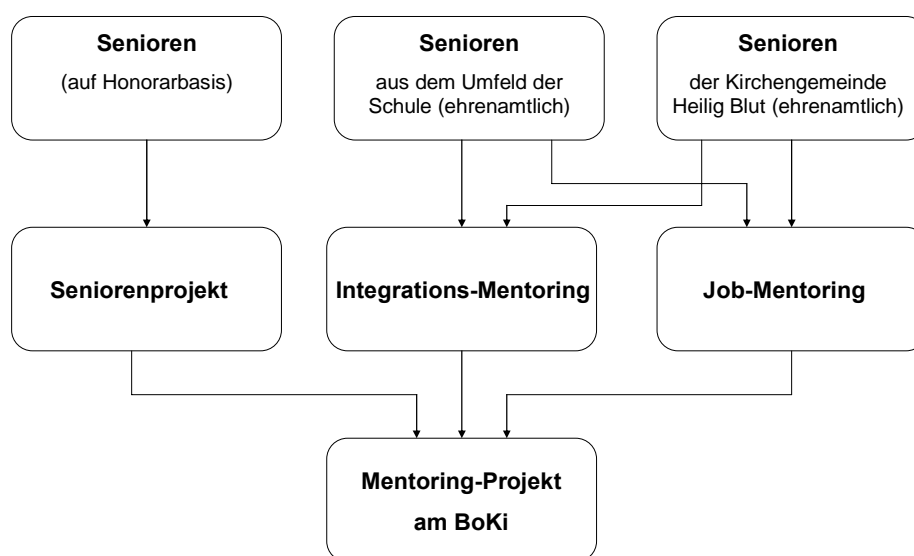 Senioren
(auf Honorarbasis)
Senioren
aus dem Umfeld der
Schule (ehrenamtlich)
Senioren
der Kirchengemeinde
Heilig Blut (ehrenamtlich)
Seniorenprojekt
Integrations-Mentoring
Job-Mentoring
Mentoring-Projekt
am BoKi